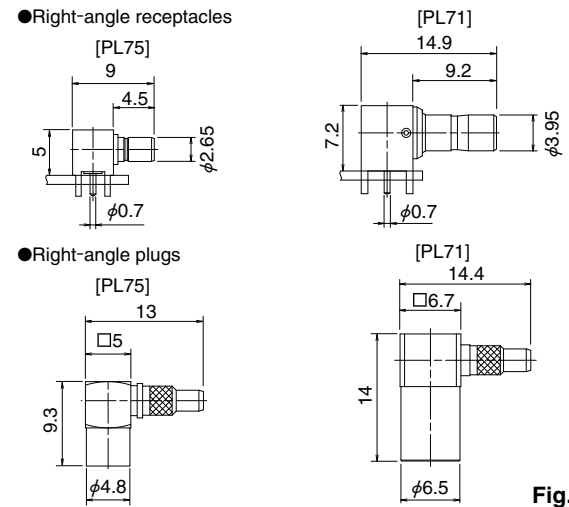 ●Right-angle receptacles
[PL75]
9
4.5
5
ϕ2.65
ϕ0.7
[PL71]
14.9
9.2
7.2
ϕ3.95
ϕ0.7
●Right-angle plugs
[PL75]
13
□5
9.3
ϕ4.8
[PL71]
14.4
□6.7
14
ϕ6.5
Fig.